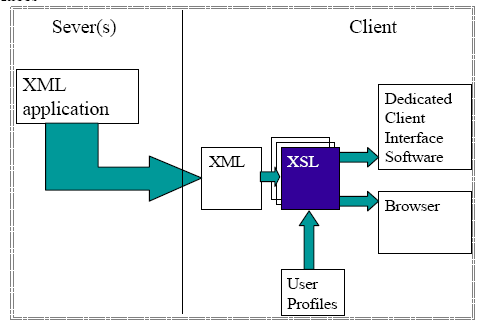 Sever(s)
Client
XML
application
XML
XSL
Dedicated
Client
Interface
Software
Browser
User
Profiles